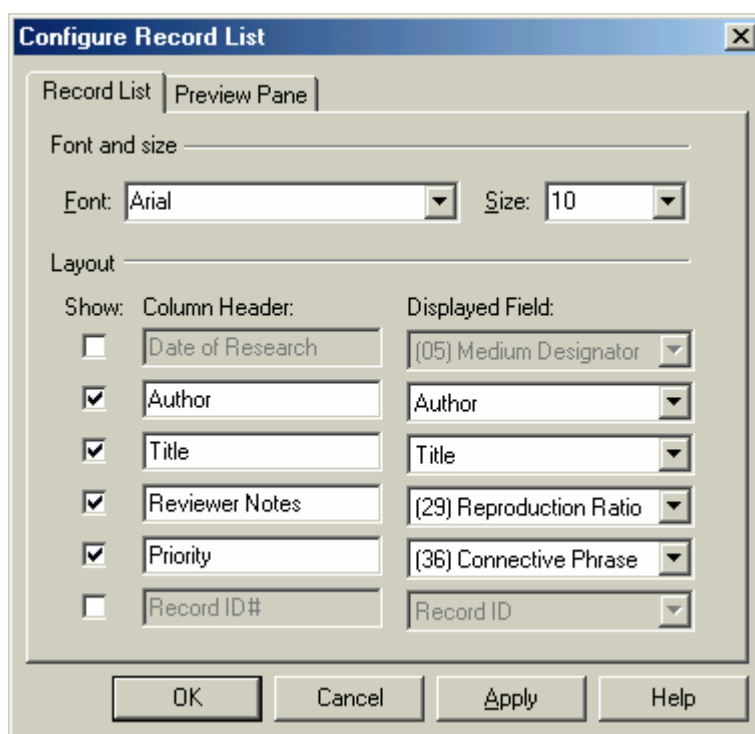 Configure Record List
Record List Preview Pane
Font and size
Font: Arial Size: 10
Layout
Show: Column Header: Displayed Field:
Date of Research (05) Medium Designator
Author Author
Title Title
Reviewer Notes (29) Reproduction Ratio
Priority (36) Connective Phrase
Record ID# Record ID
OK Cancel Apply Help